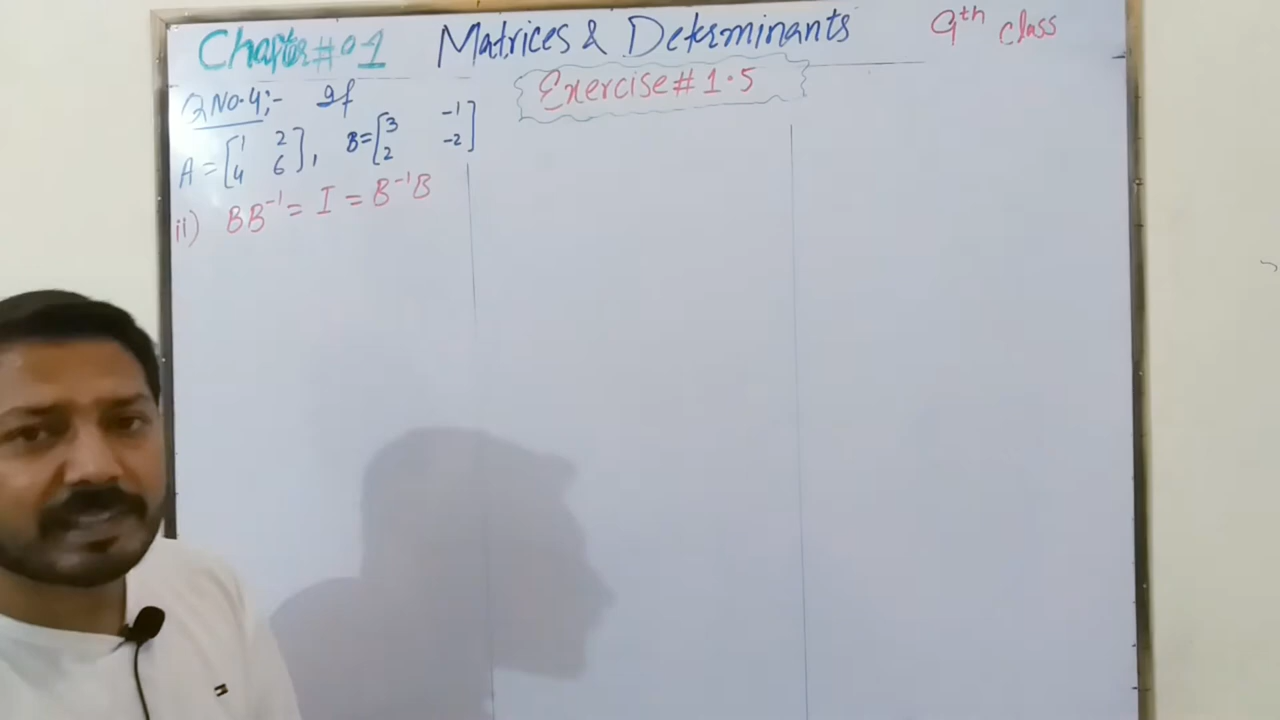 Chapter # 01 Matrices & Determinants 9th class
Exercise # 1.5
Q No. 4:- If
A = [1 2 4 6], B = [3 -1 2 -2]
ii) BB⁻¹ = I = B⁻¹B